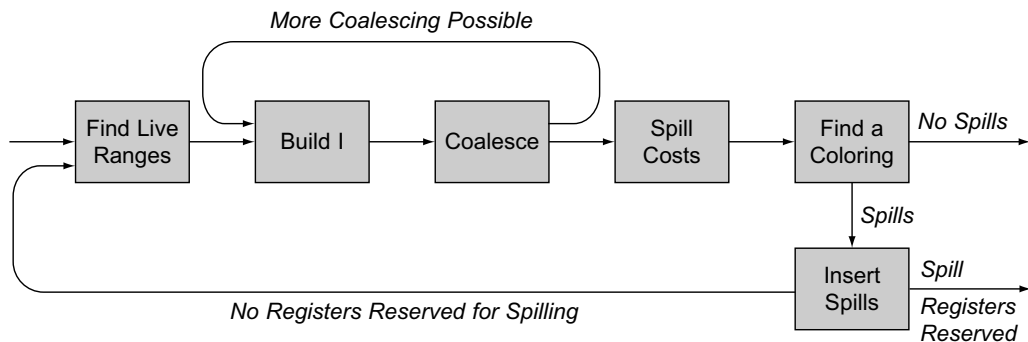 More Coalescing Possible
Find Live
Ranges
Build I
Coalesce
Spill
Costs
Find a
Coloring
No Spills
Spills
Insert
Spills
Spill
Registers
Reserved
No Registers Reserved for Spilling